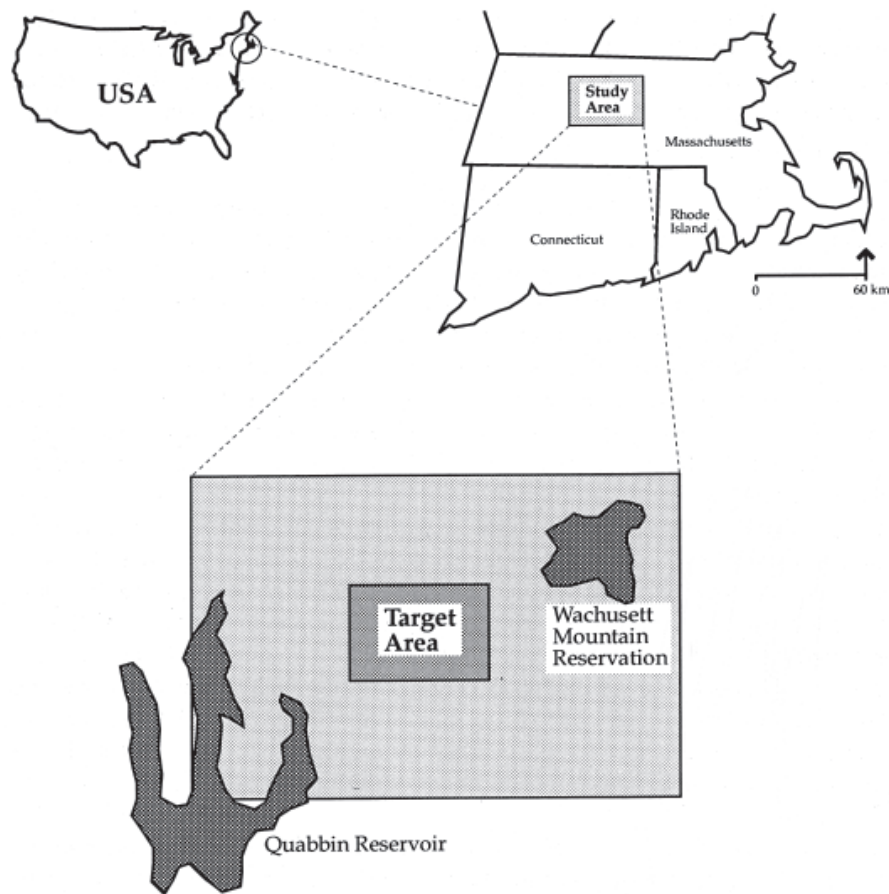 USA
Study
Area
Massachusetts
Rhode
Island
Connecticut
0
60 km
Target
Area
Wachusett
Mountain
Reservation
Quabbin Reservoir